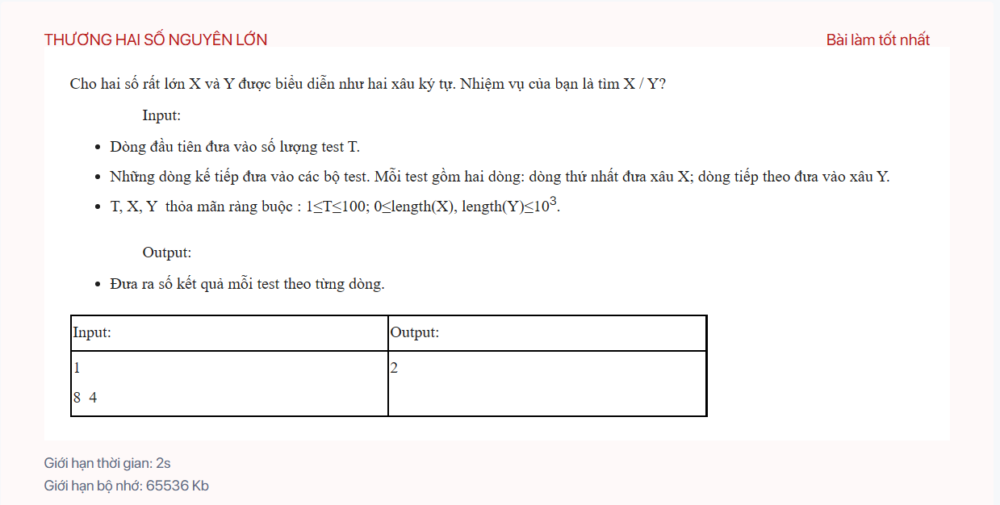 THƯƠNG HAI SỐ NGUYÊN LỚN Bài làm tốt nhất
Cho hai số rất lớn X và Y được biểu diễn như hai xâu ký tự. Nhiệm vụ của bạn là tìm X / Y?
Input:
• Dòng đầu tiên đưa vào số lượng test T.
• Những dòng kế tiếp đưa vào các bộ test. Mỗi test gồm hai dòng: dòng thứ nhất đưa xâu X; dòng tiếp theo đưa vào xâu Y.
• T, X, Y thỏa mãn ràng buộc : 1≤T≤100; 0≤length(X), length(Y)≤10³.
Output:
• Đưa ra số kết quả mỗi test theo từng dòng.
Input: Output:
1 2
8 4
Giới hạn thời gian: 2s
Giới hạn bộ nhớ: 65536 Kb